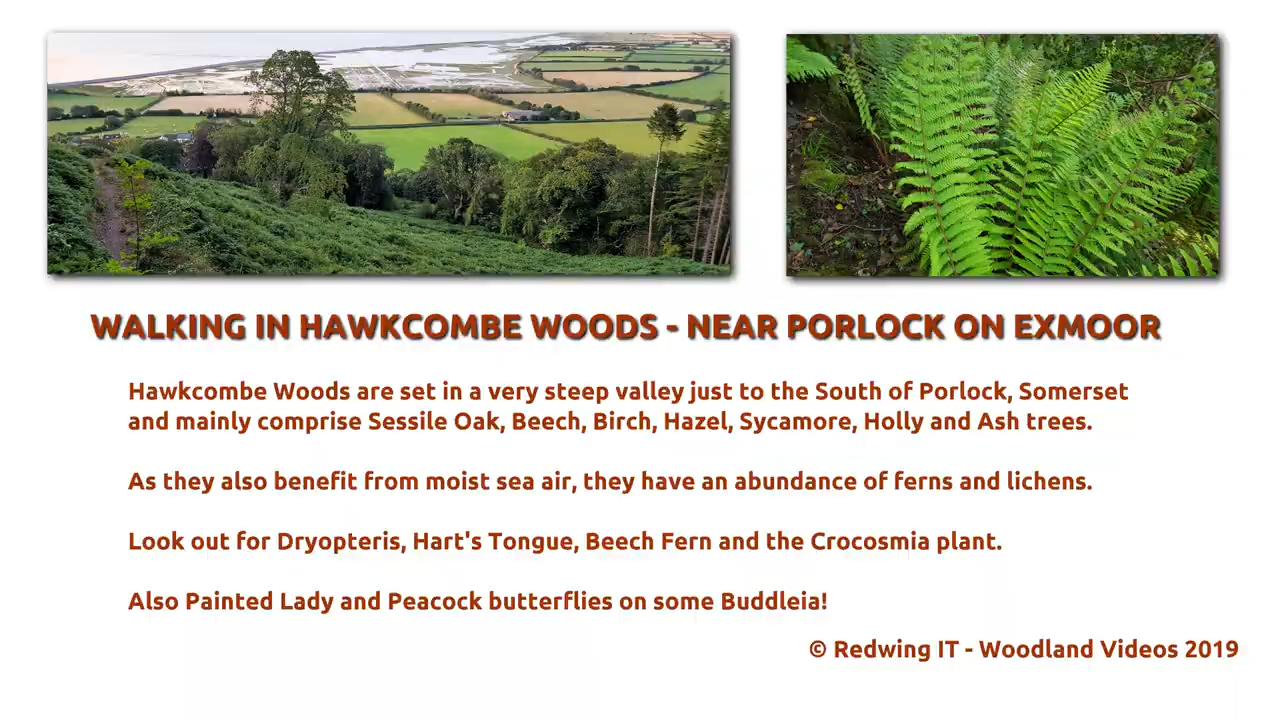 WALKING IN HAWKCOMBE WOODS - NEAR PORLOCK ON EXMOOR
Hawkcombe Woods are set in a very steep valley just to the South of Porlock, Somerset
and mainly comprise Sessile Oak, Beech, Birch, Hazel, Sycamore, Holly and Ash trees.
As they also benefit from moist sea air, they have an abundance of ferns and lichens.
Look out for Dryopteris, Hart's Tongue, Beech Fern and the Crocosmia plant.
Also Painted Lady and Peacock butterflies on some Buddleia!
© Redwing IT - Woodland Videos 2019